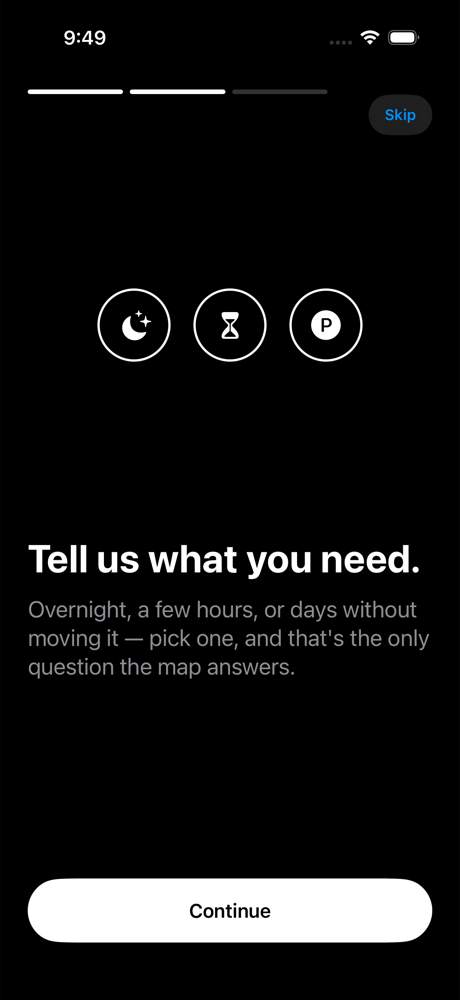 9:49
Skip
P
Tell us what you need.
Overnight, a few hours, or days without
moving it — pick one, and that's the only
question the map answers.
Continue